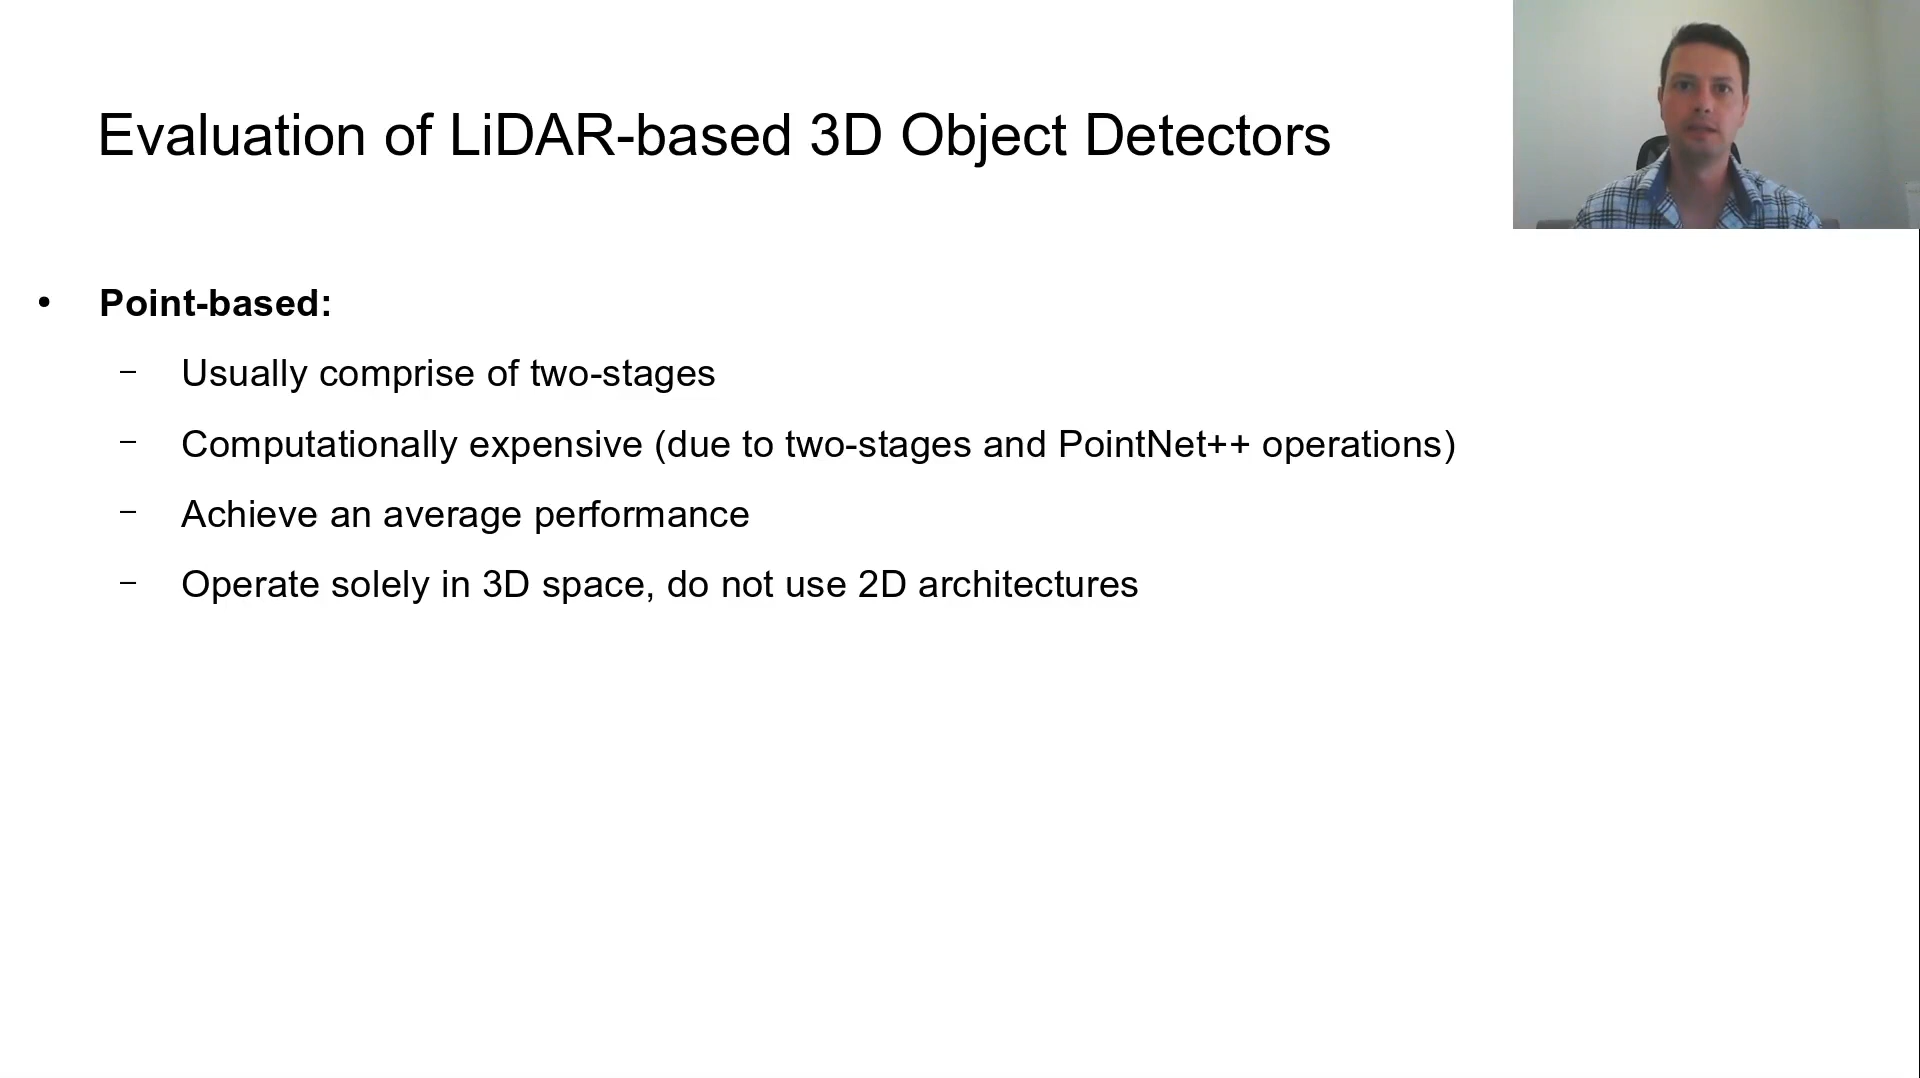 Evaluation of LiDAR-based 3D Object Detectors
• Point-based:
– Usually comprise of two-stages
– Computationally expensive (due to two-stages and PointNet++ operations)
– Achieve an average performance
– Operate solely in 3D space, do not use 2D architectures